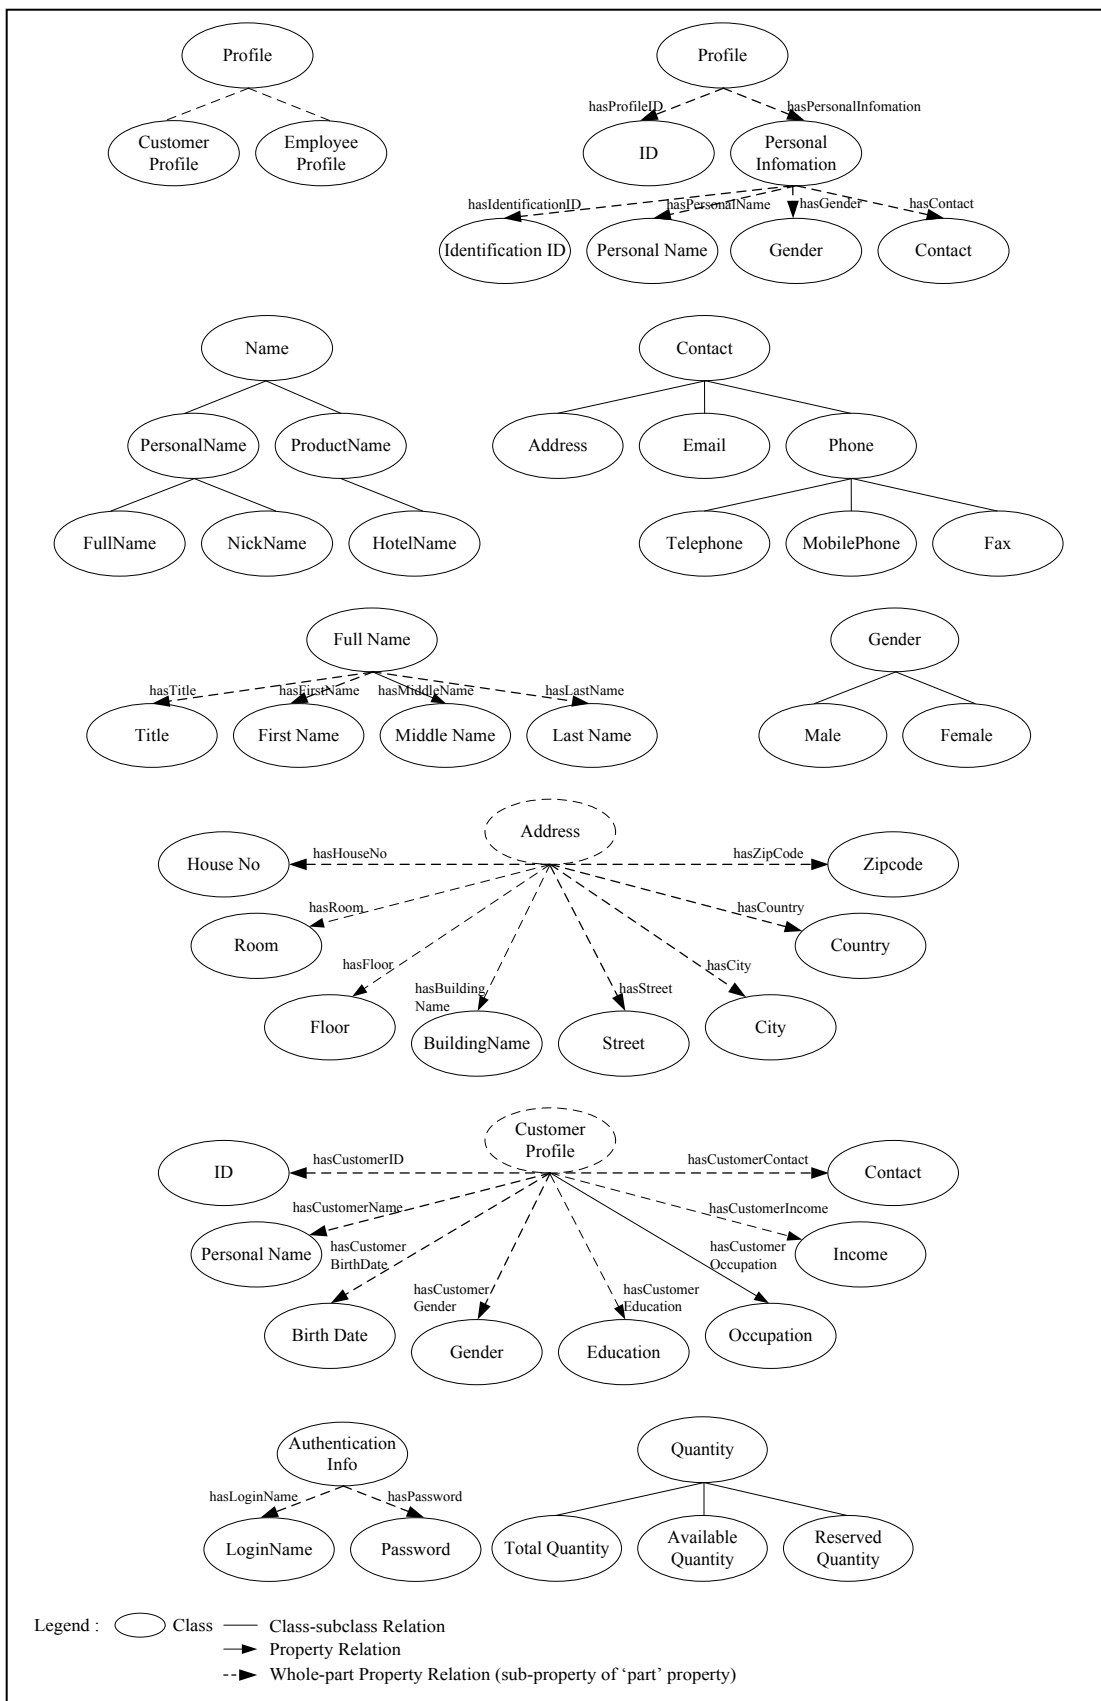 Profile
Customer
Profile
Employee
Profile
Profile
hasProfileID
hasPersonalInfomation
ID
Personal
Infomation
hasIdentificationID
hasPersonalName
hasGender
hasContact
Identification ID
Personal Name
Gender
Contact
Name
PersonalName
ProductName
FullName
NickName
HotelName
Contact
Address
Email
Phone
Telephone
MobilePhone
Fax
Full Name
hasTitle
hasFirstName
hasMiddleName
hasLastName
Title
First Name
Middle Name
Last Name
Gender
Male
Female
Address
House No
hasHouseNo
hasZipCode
Zipcode
hasRoom
hasCountry
Room
Country
hasFloor
hasBuilding
Name
hasStreet
hasCity
Floor
BuildingName
Street
City
Customer
Profile
ID
hasCustomerID
hasCustomerContact
Contact
hasCustomerName
hasCustomerIncome
Personal Name
hasCustomer
BirthDate
hasCustomer
Occupation
Income
hasCustomer
Gender
hasCustomer
Education
Birth Date
Gender
Education
Occupation
Authentication
Info
hasLoginName
hasPassword
LoginName
Password
Quantity
Total Quantity
Available
Quantity
Reserved
Quantity
Legend :
Class
Class-subclass Relation
Property Relation
Whole-part Property Relation (sub-property of ‘part’ property)